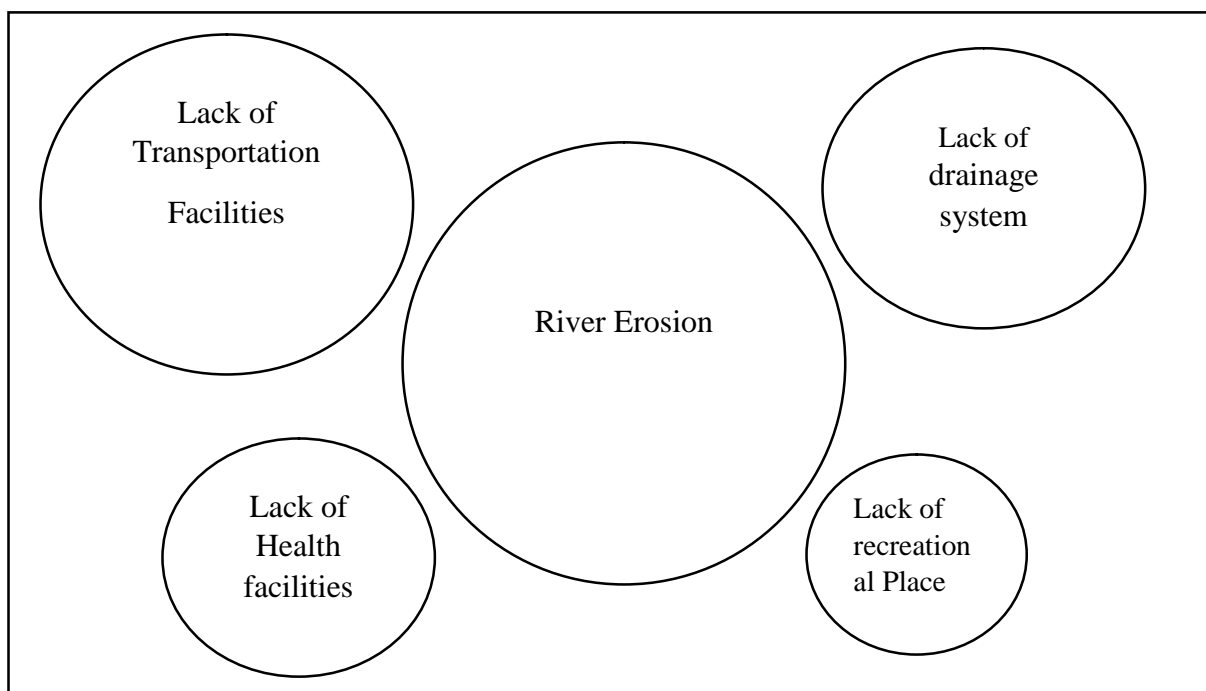 Lack of
Transportation
Facilities
Lack of
drainage
system
River Erosion
Lack of
Health
facilities
Lack of
recreation
al Place